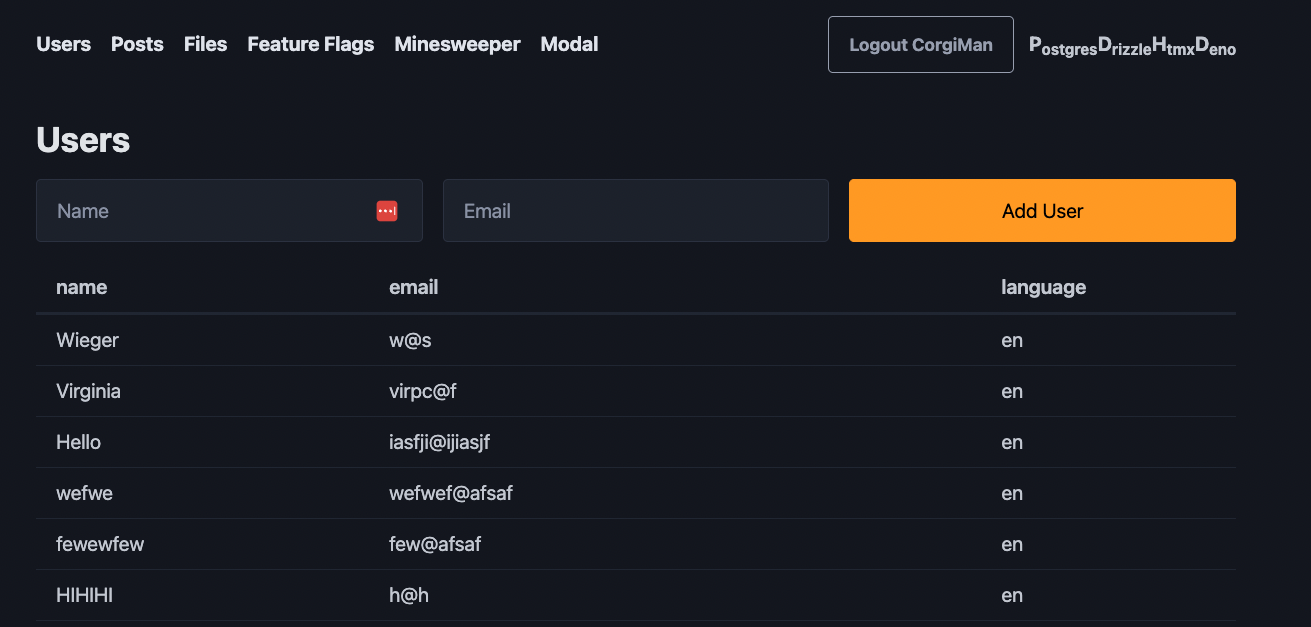 Users Posts Files Feature Flags Minesweeper Modal Logout CorgiMan PostgresDrizzleHtmxDeno
Users
Name Email Add User
name email language
Wieger w@s en
Virginia virpc@f en
Hello iasfji@ijiasjf en
wefwe wefwef@afsaf en
fewewfew few@afsaf en
HIHIHI h@h en